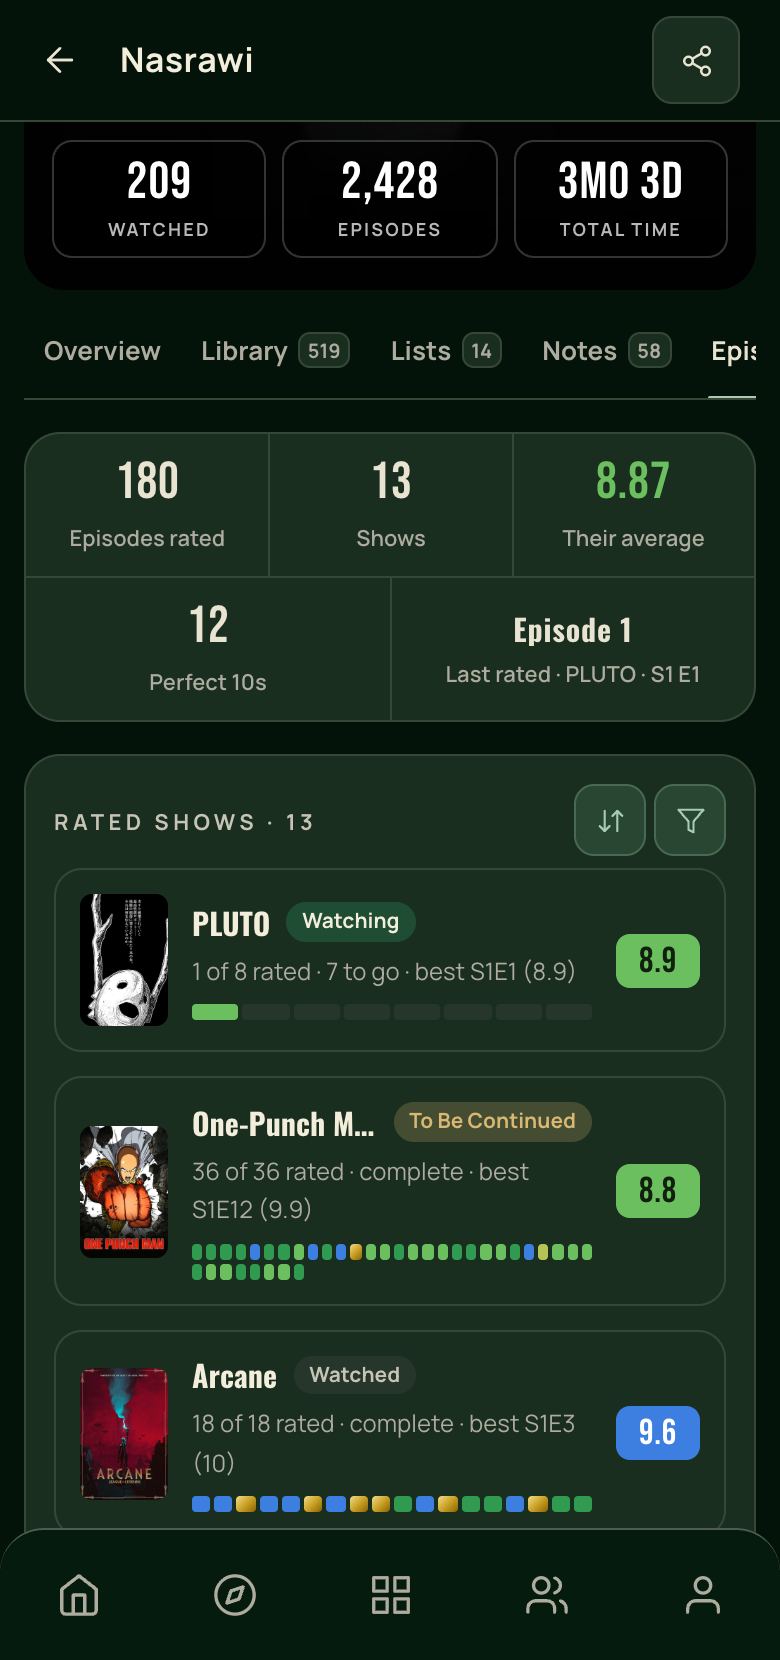 Nasrawi
209
2,428
3MO 3D
WATCHED
EPISODES
TOTAL TIME
Overview
Library 519
Lists 14
Notes 58
Epis
180
13
8.87
Episodes rated
Shows
Their average
12
Episode 1
Perfect 10s
Last rated · PLUTO · S1 E1
RATED SHOWS · 13
PLUTO
Watching
1 of 8 rated · 7 to go · best S1E1 (8.9)
8.9
One-Punch M...
To Be Continued
36 of 36 rated · complete · best
S1E12 (9.9)
8.8
ONE PUNCH MAN
Arcane
Watched
18 of 18 rated · complete · best S1E3
(10)
9.6
ARCANE